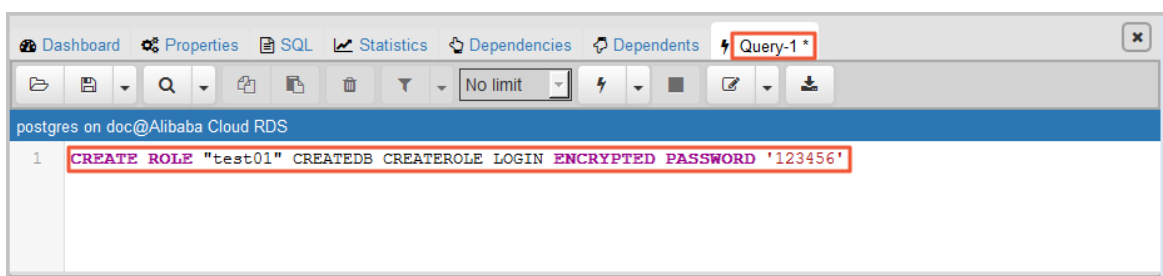 Dashboard Properties SQL Statistics Dependencies Dependents Query-1 *
No limit
postgres on doc@Alibaba Cloud RDS
1 CREATE ROLE "test01" CREATEDB CREATEROLE LOGIN ENCRYPTED PASSWORD '123456'